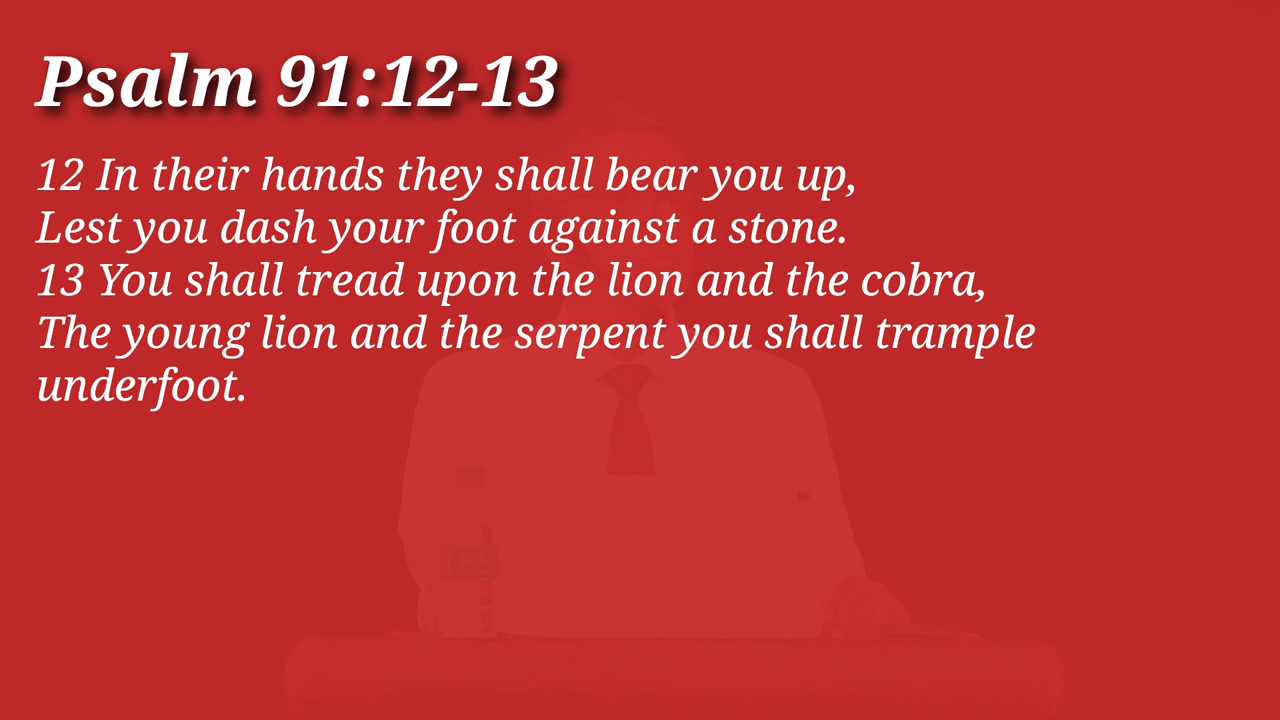 Psalm 91:12-13
12 In their hands they shall bear you up,
Lest you dash your foot against a stone.
13 You shall tread upon the lion and the cobra,
The young lion and the serpent you shall trample
underfoot.